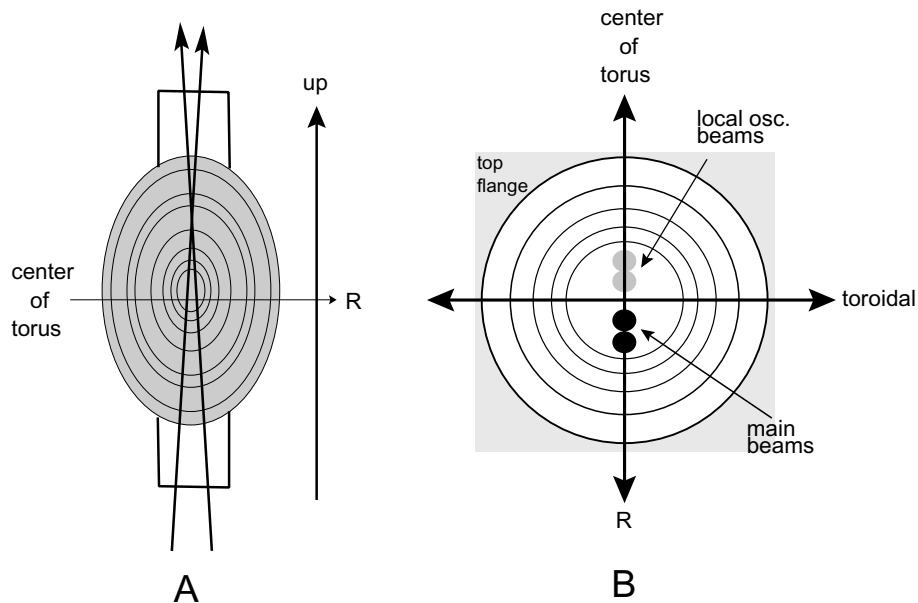 up
center
of
torus
R
A
center
of
torus
local osc.
beams
top
flange
toroidal
main
beams
R
B